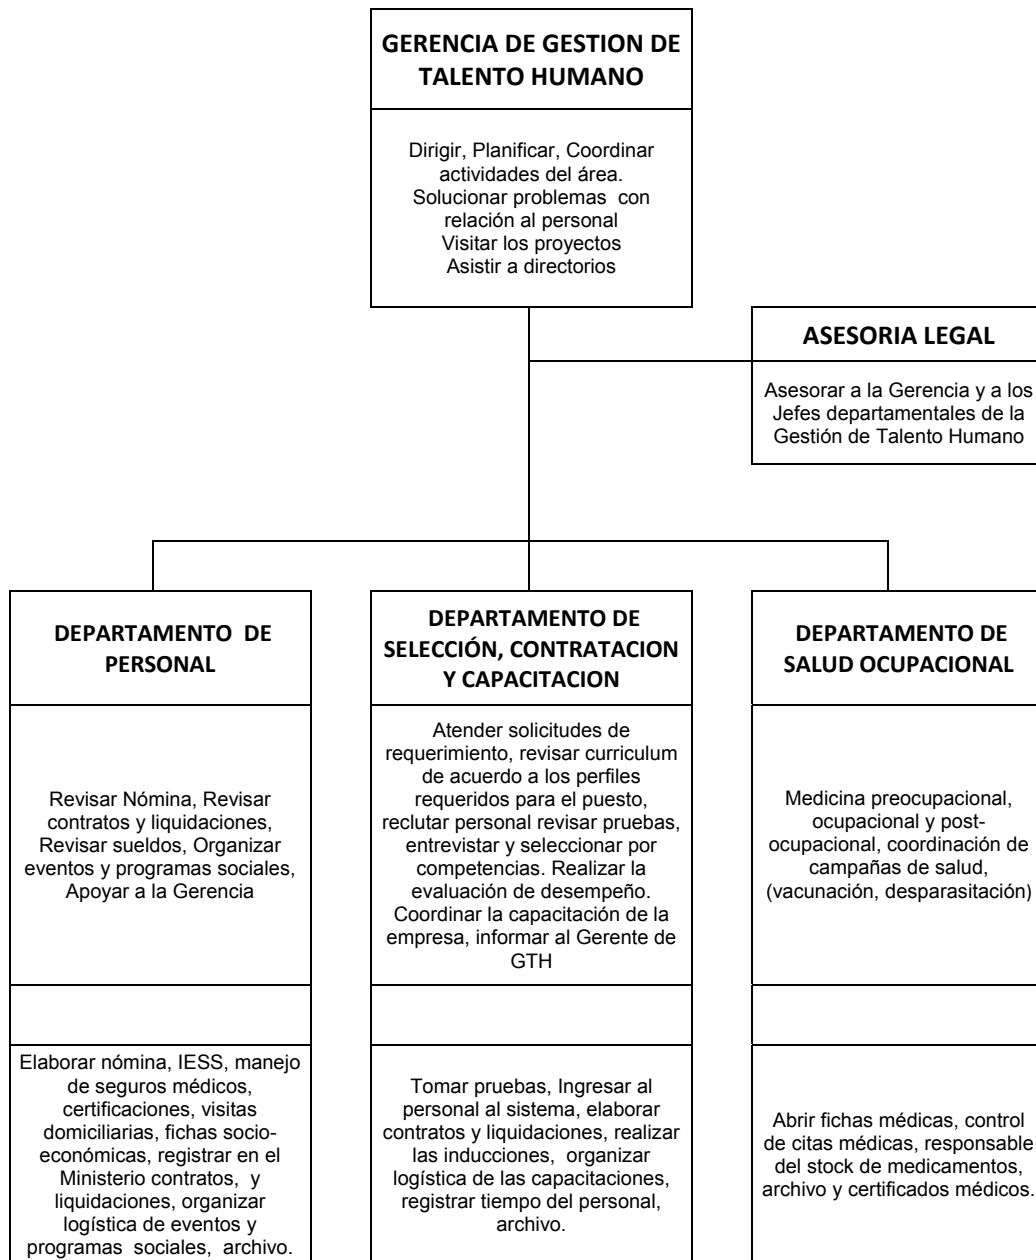 GERENCIA DE GESTION DE
TALENTO HUMANO
Dirigir, Planificar, Coordinar
actividades del área.
Solucionar problemas con
relación al personal
Visitar los proyectos
Asistir a directorios
ASESORIA LEGAL
Asesorar a la Gerencia y a los
Jefes departamentales de la
Gestión de Talento Humano
DEPARTAMENTO DE
PERSONAL
Revisar Nómina, Revisar
contratos y liquidaciones,
Revisar sueldos, Organizar
eventos y programas sociales,
Apoyar a la Gerencia
Elaborar nómina, IESS, manejo
de seguros médicos,
certificaciones, visitas
domiciliarias, fichas socio-
económicas, registrar en el
Ministerio contratos, y
liquidaciones, organizar
logística de eventos y
programas sociales, archivo.
DEPARTAMENTO DE
SELECCIÓN, CONTRATACION
Y CAPACITACION
Atender solicitudes de
requerimiento, revisar curriculum
de acuerdo a los perfiles
requeridos para el puesto,
reclutar personal revisar pruebas,
entrevistar y seleccionar por
competencias. Realizar la
evaluación de desempeño.
Coordinar la capacitación de la
empresa, informar al Gerente de
GTH
Tomar pruebas, Ingresar al
personal al sistema, elaborar
contratos y liquidaciones, realizar
las inducciones, organizar
logística de las capacitaciones,
registrar tiempo del personal,
archivo.
DEPARTAMENTO DE
SALUD OCUPACIONAL
Medicina preocupacional,
ocupacional y post-
ocupacional, coordinación de
campañas de salud,
(vacunación, desparasitación)
Abrir fichas médicas, control
de citas médicas, responsable
del stock de medicamentos,
archivo y certificados médicos.